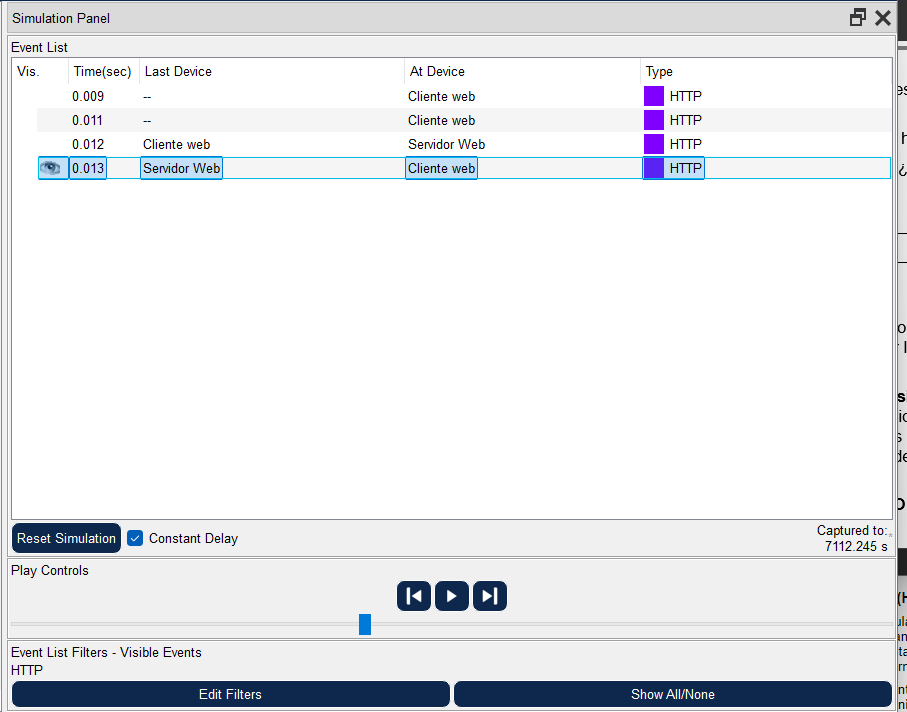 Simulation Panel
Event List
Vis. Time(sec) Last Device At Device Type
0.009 -- Cliente web HTTP
0.011 -- Cliente web HTTP
0.012 Cliente web Servidor Web HTTP
0.013 Servidor Web Cliente web HTTP
Reset Simulation Constant Delay Captured to:
7112.245 s
Play Controls
Event List Filters - Visible Events
HTTP
Edit Filters Show All/None